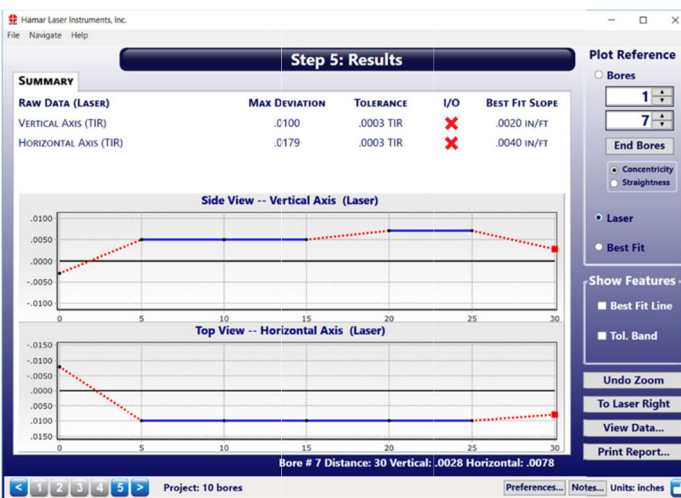 Hamar Laser Instruments, Inc.
File Navigate Help
Step 5: Results
SUMMARY
RAW DATA (LASER) MAX DEVIATION TOLERANCE I/O BEST FIT SLOPE
VERTICAL AXIS (TIR) .0100 .0003 TIR .0020 IN/FT
HORIZONTAL AXIS (TIR) .0179 .0003 TIR .0040 IN/FT
Side View -- Vertical Axis (Laser)
.0100
.0050
.0000
-.0050
-.0100
0 5 10 15 20 25 30
Top View -- Horizontal Axis (Laser)
-.0150
-.0100
-.0050
.0000
.0050
.0100
.0150
0 5 10 15 20 25 30
Bore # 7 Distance: 30 Vertical: .0028 Horizontal: .0078
Plot Reference
Bores
1
7
End Bores
Concentricity
Straightness
Laser
Best Fit
Show Features
Best Fit Line
Tol. Band
Undo Zoom
To Laser Right
View Data...
Print Report...
< 1 2 3 4 5 > Project: 10 bores Preferences... Notes... Units: inches